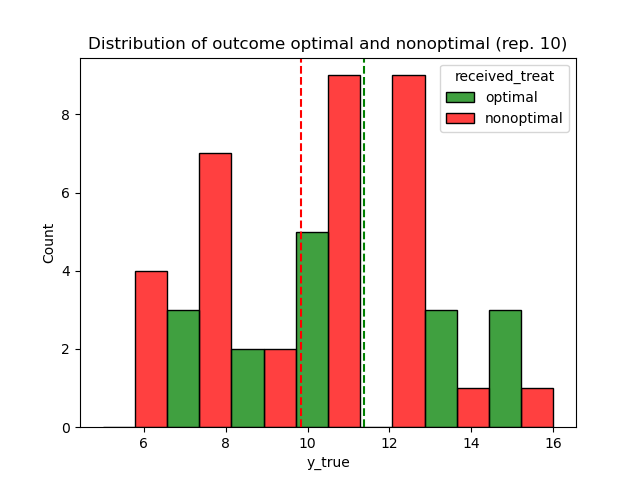 Distribution of outcome optimal and nonoptimal (rep. 10)
received_treat
optimal
nonoptimal
Count
8
6
4
2
0
6
8
10
12
14
16
y_true